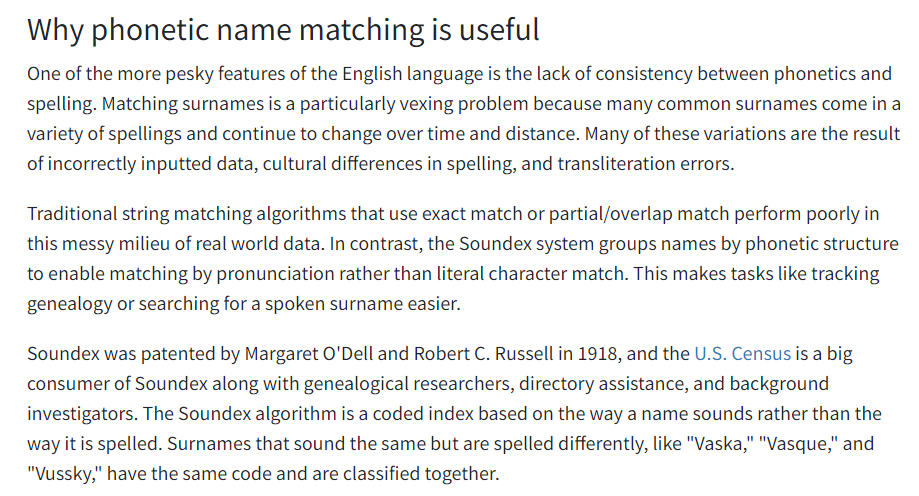 Why phonetic name matching is useful
One of the more pesky features of the English language is the lack of consistency between phonetics and
spelling. Matching surnames is a particularly vexing problem because many common surnames come in a
variety of spellings and continue to change over time and distance. Many of these variations are the result
of incorrectly inputted data, cultural differences in spelling, and transliteration errors.
Traditional string matching algorithms that use exact match or partial/overlap match perform poorly in
this messy milieu of real world data. In contrast, the Soundex system groups names by phonetic structure
to enable matching by pronunciation rather than literal character match. This makes tasks like tracking
genealogy or searching for a spoken surname easier.
Soundex was patented by Margaret O'Dell and Robert C. Russell in 1918, and the U.S. Census is a big
consumer of Soundex along with genealogical researchers, directory assistance, and background
investigators. The Soundex algorithm is a coded index based on the way a name sounds rather than the
way it is spelled. Surnames that sound the same but are spelled differently, like "Vaska," "Vasque," and
"Vussky," have the same code and are classified together.